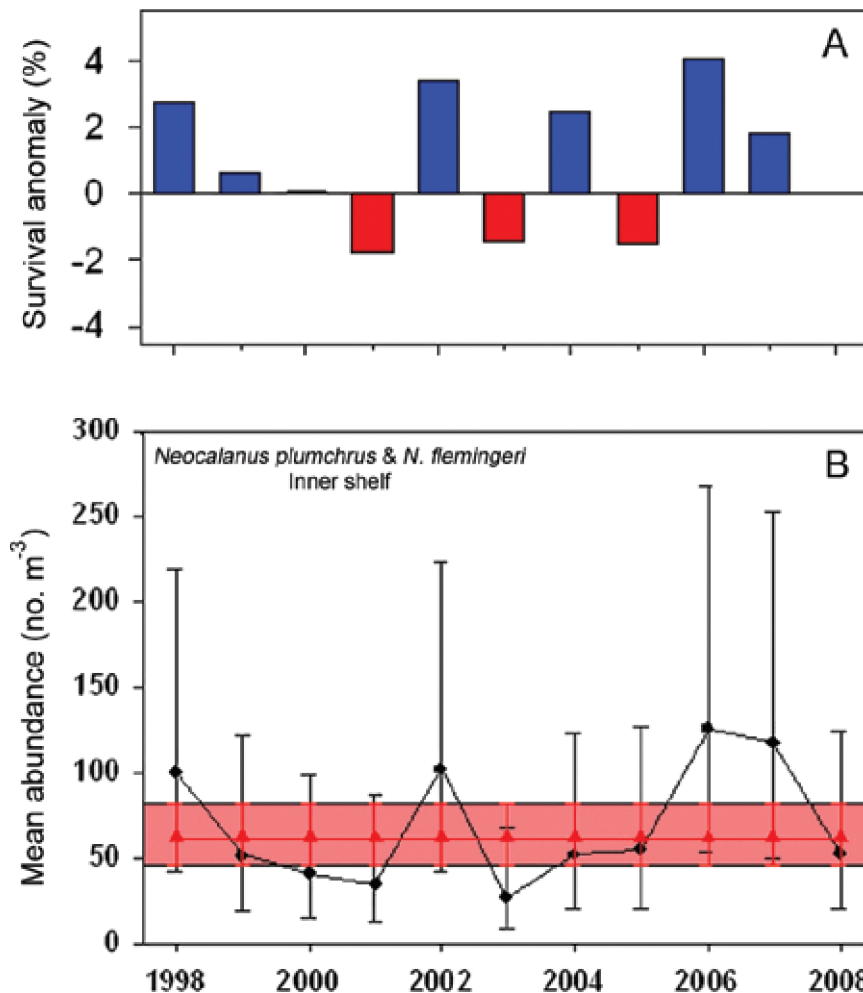 A
Survival anomaly (%)
4
2
0
-2
-4
B
Neocalanus plumchrus & N. flemingeri
Inner shelf
Mean abundance (no. m⁻³)
300
250
200
150
100
50
0
1998 2000 2002 2004 2006 2008